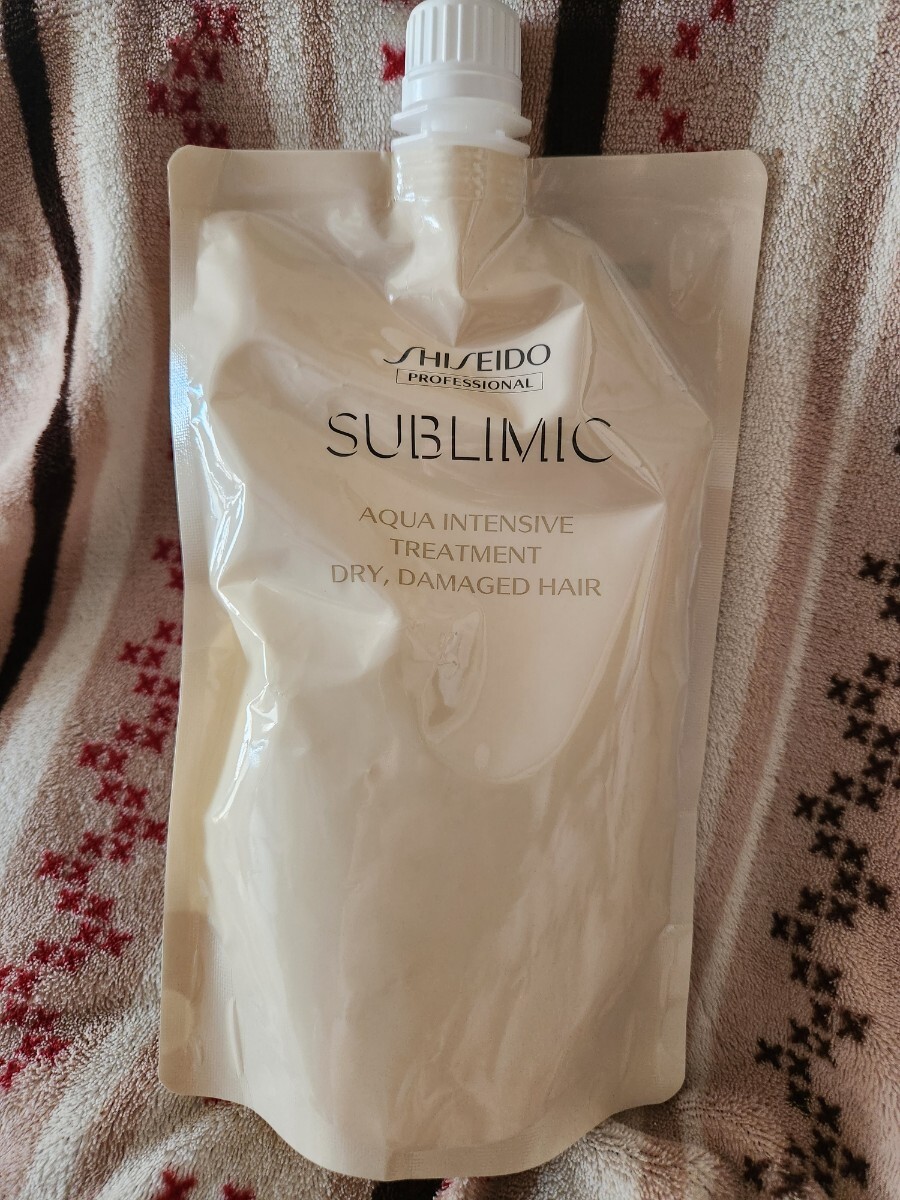 SHISEIDO
PROFESSIONAL
SUBLIMIC
AQUA INTENSIVE
TREATMENT
DRY, DAMAGED HAIR